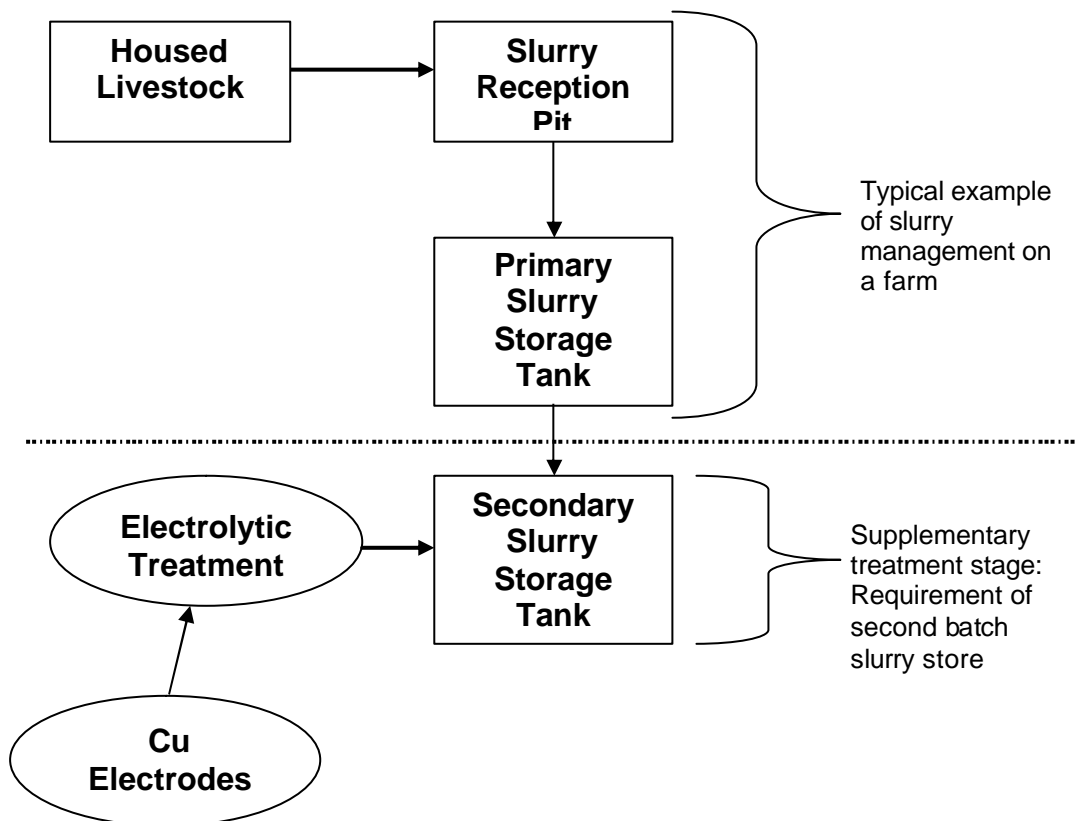 Housed
Livestock
Slurry
Reception
Pit
Typical example
of slurry
management on
a farm
Primary
Slurry
Storage
Tank
Electrolytic
Treatment
Secondary
Slurry
Storage
Tank
Supplementary
treatment stage:
Requirement of
second batch
slurry store
Cu
Electrodes